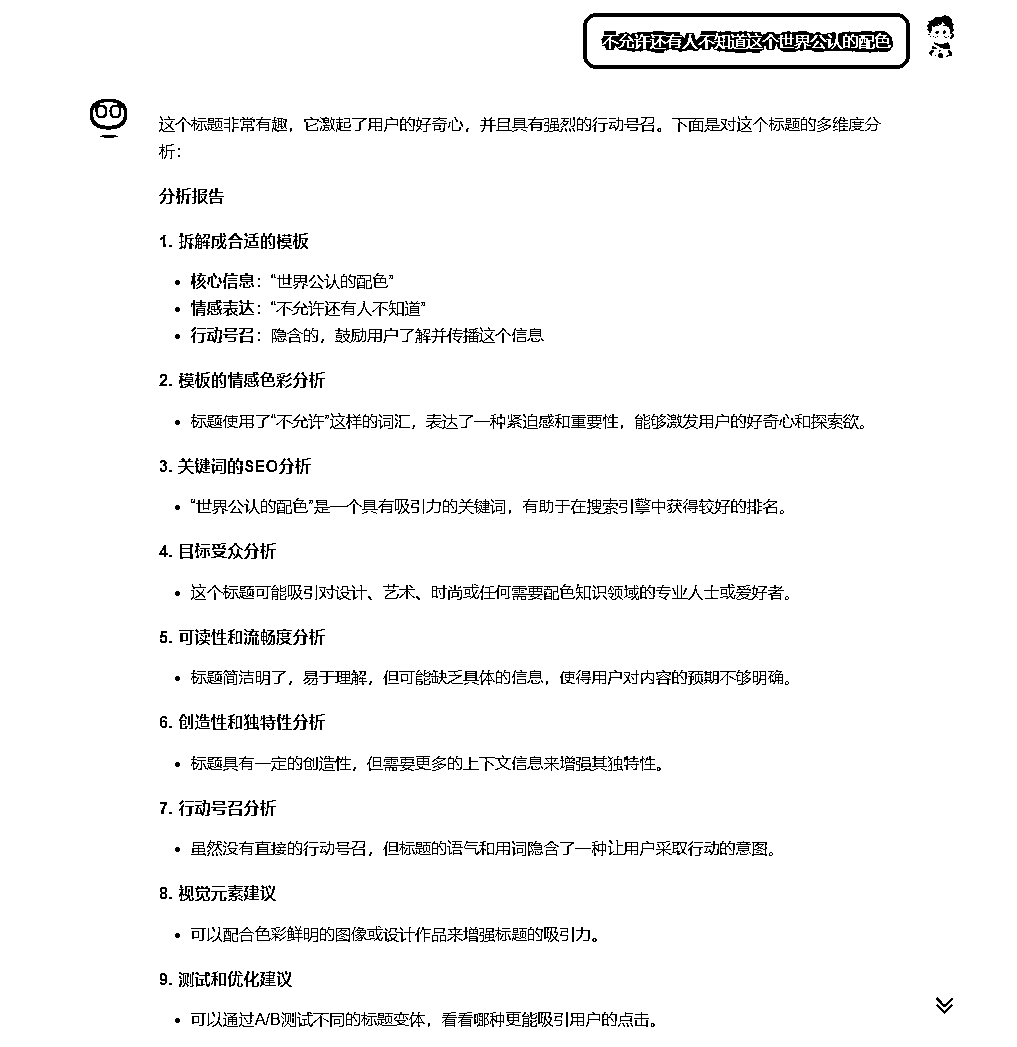 不允许还有人不知道这个世界公认的配色
这个标题非常有趣，它激起了用户的好奇心，并且具有强烈的行动号召。下面是对这个标题的多维度分
析：
分析报告
1. 拆解成合适的模板
• 核心信息：“世界公认的配色”
• 情感表达：“不允许还有人不知道”
• 行动号召：隐含的，鼓励用户了解并传播这个信息
2. 模板的情感色彩分析
• 标题使用了“不允许”这样的词汇，表达了一种紧迫感和重要性，能够激发用户的好奇心和探索欲。
3. 关键词的SEO分析
• “世界公认的配色”是一个具有吸引力的关键词，有助于在搜索引擎中获得较好的排名。
4. 目标受众分析
• 这个标题可能吸引对设计、艺术、时尚或任何需要配色知识领域的专业人士或爱好者。
5. 可读性和流畅度分析
• 标题简洁明了，易于理解，但可能缺乏具体的信息，使得用户对内容的预期不够明确。
6. 创造性和独特性分析
• 标题具有一定的创造性，但需要更多的上下文信息来增强其独特性。
7. 行动号召分析
• 虽然没有直接的行动号召，但标题的语气和用词隐含了一种让用户采取行动的意图。
8. 视觉元素建议
• 可以配合色彩鲜明的图像或设计作品来增强标题的吸引力。
9. 测试和优化建议
• 可以通过A/B测试不同的标题变体，看看哪种更能吸引用户的点击。